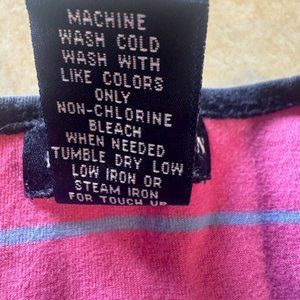 MACHINE
WASH COLD
WASH WITH
LIKE COLORS
ONLY
NON-CHLORINE
BLEACH
WHEN NEEDED
TUMBLE DRY LOW
LOW IRON OR
STEAM IRON
FOR TOUCH UP